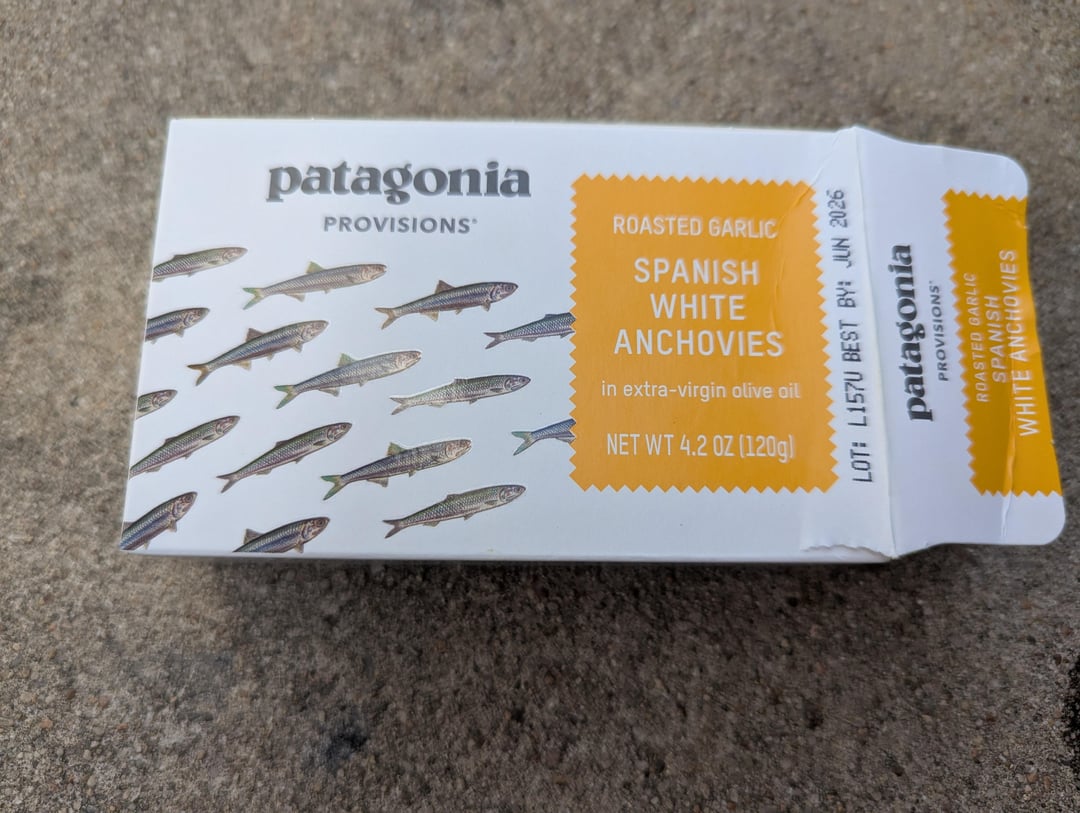 patagonia
PROVISIONS®
ROASTED GARLIC
SPANISH
WHITE
ANCHOVIES
in extra-virgin olive oil
NET WT 4.2 OZ (120g)
LOT: L157U BEST BY: JUN 2026
patagonia
PROVISIONS®
ROASTED GARLIC
SPANISH
WHITE ANCHOVIES